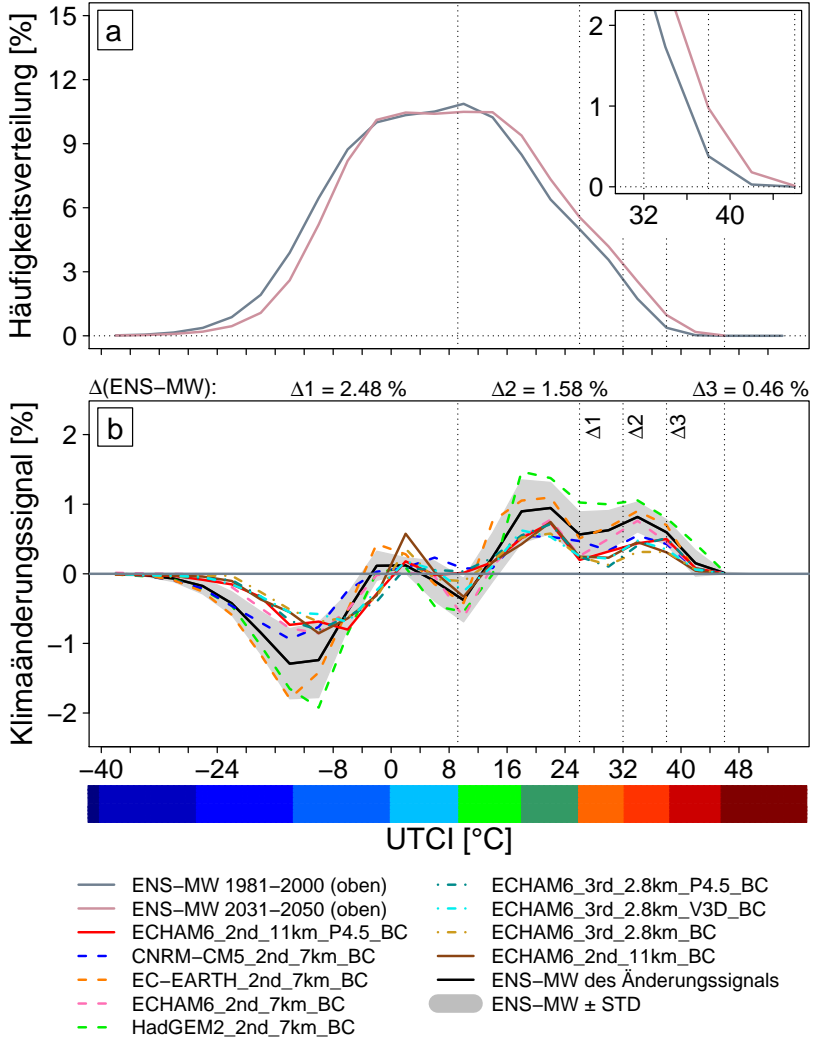 a
Häufigkeitsverteilung [%]
15
12
9
6
3
0
2
1
0
32
40
Δ(ENS−MW):
Δ1 = 2.48 %
Δ2 = 1.58 %
Δ3 = 0.46 %
b
Δ1
Δ2
Δ3
Klimaänderungssignal [%]
2
1
0
−1
−2
−40
−24
−8
0
8
16
24
32
40
48
UTCI [°C]
ENS−MW 1981−2000 (oben)
ENS−MW 2031−2050 (oben)
ECHAM6_2nd_11km_P4.5_BC
CNRM−CM5_2nd_7km_BC
EC−EARTH_2nd_7km_BC
ECHAM6_2nd_7km_BC
HadGEM2_2nd_7km_BC
ECHAM6_3rd_2.8km_P4.5_BC
ECHAM6_3rd_2.8km_V3D_BC
ECHAM6_3rd_2.8km_BC
ECHAM6_2nd_11km_BC
ENS−MW des Änderungssignals
ENS−MW ± STD